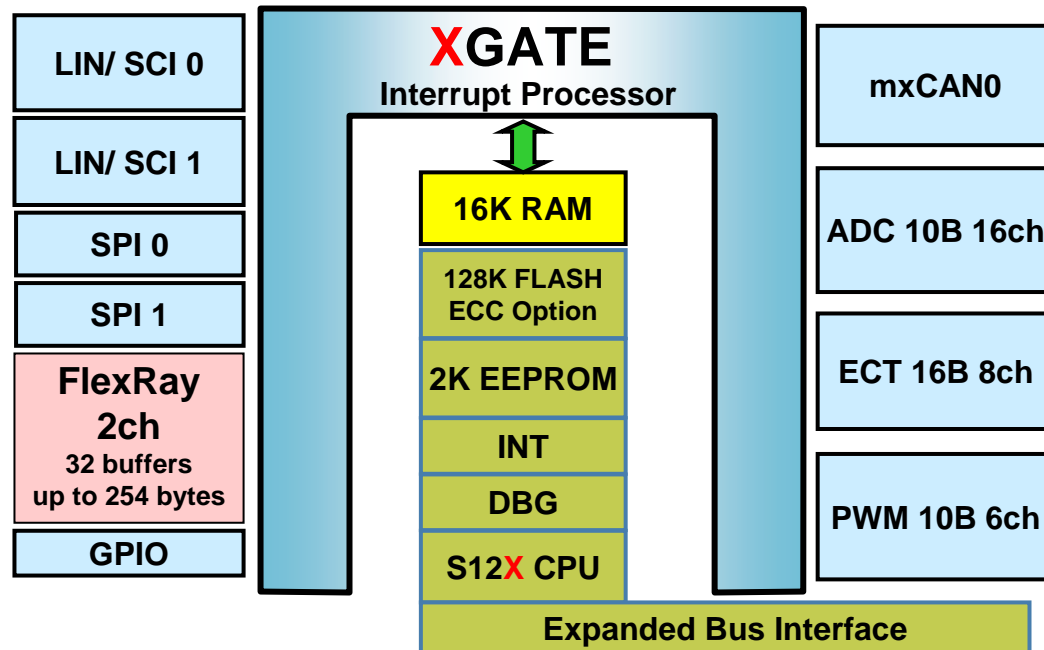 LIN/ SCI 0
LIN/ SCI 1
SPI 0
SPI 1
FlexRay
2ch
32 buffers
up to 254 bytes
GPIO
XGATE
Interrupt Processor
16K RAM
128K FLASH
ECC Option
2K EEPROM
INT
DBG
S12X CPU
Expanded Bus Interface
mxCAN0
ADC 10B 16ch
ECT 16B 8ch
PWM 10B 6ch